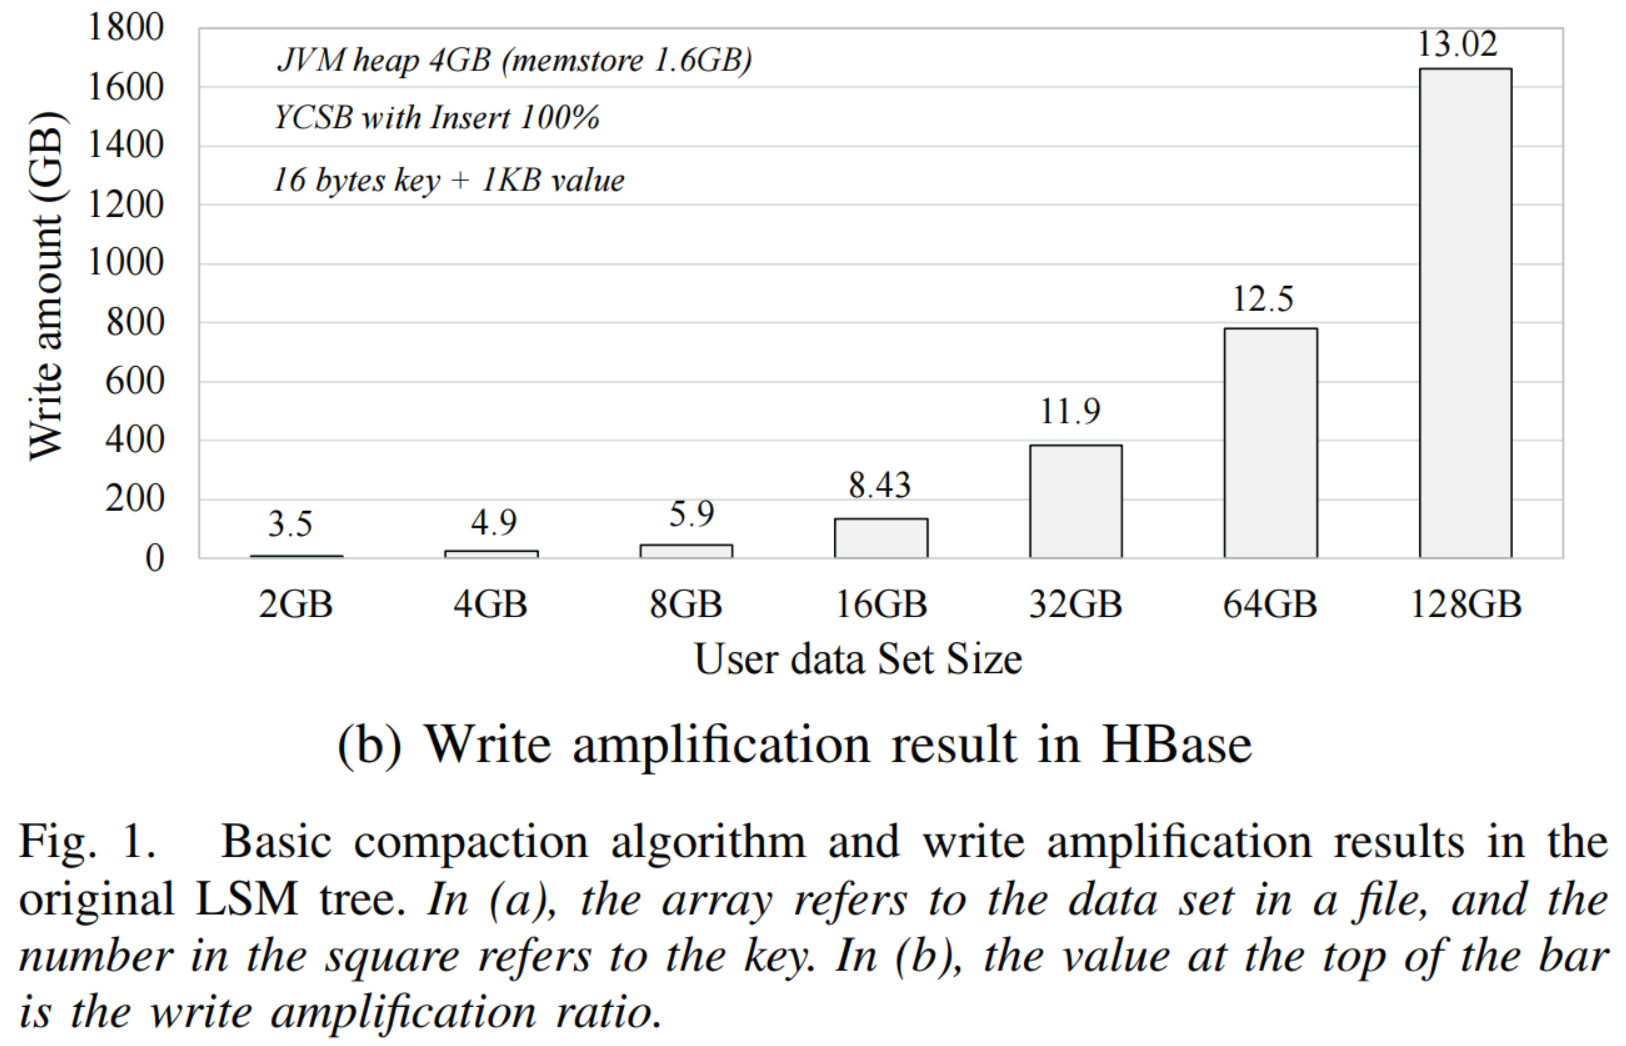 1800
1600
1400
1200
1000
800
600
400
200
0
Write amount (GB)
JVM heap 4GB (memstore 1.6GB)
YCSB with Insert 100%
16 bytes key + 1KB value
3.5
4.9
5.9
8.43
11.9
12.5
13.02
2GB
4GB
8GB
16GB
32GB
64GB
128GB
User data Set Size
(b) Write amplification result in HBase
Fig. 1. Basic compaction algorithm and write amplification results in the
original LSM tree. In (a), the array refers to the data set in a file, and the
number in the square refers to the key. In (b), the value at the top of the bar
is the write amplification ratio.